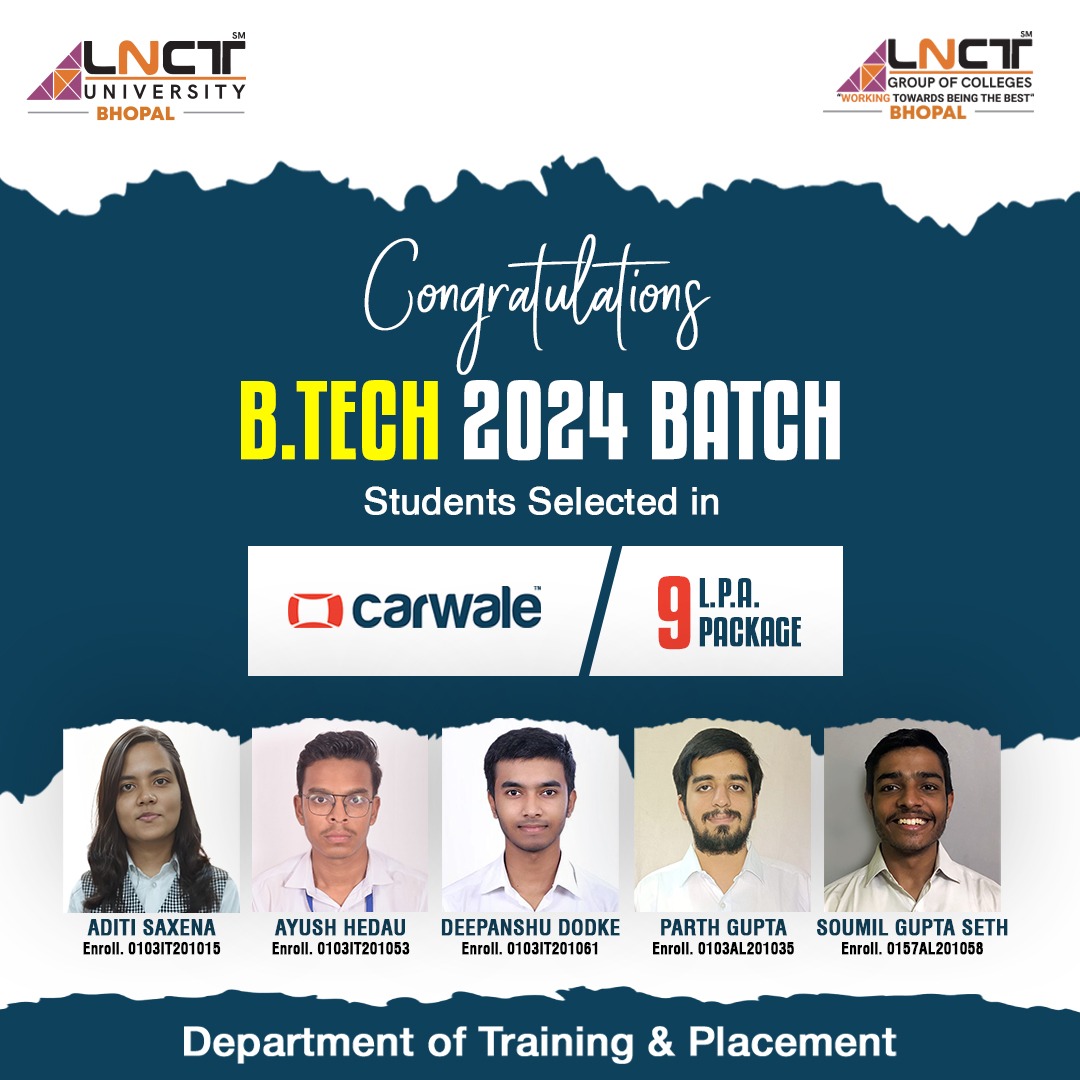 LNCT SM
UNIVERSITY
BHOPAL
LNCT SM
GROUP OF COLLEGES
"WORKING TOWARDS BEING THE BEST"
BHOPAL
Congratulations
B.TECH 2024 BATCH
Students Selected in
carwale™
9 L.P.A.
PACKAGE
ADITI SAXENA
Enroll. 0103IT201015
AYUSH HEDAU
Enroll. 0103IT201053
DEEPANSHU DODKE
Enroll. 0103IT201061
PARTH GUPTA
Enroll. 0103AL201035
SOUMIL GUPTA SETH
Enroll. 0157AL201058
Department of Training & Placement